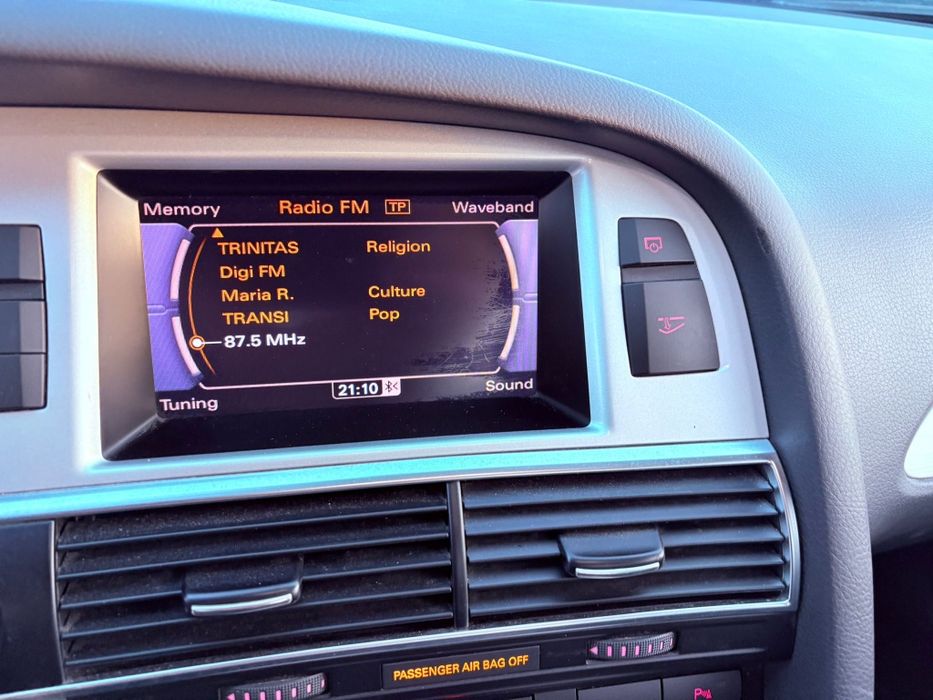 Memory Radio FM TP Waveband
TRINITAS Religion
Digi FM
Maria R. Culture
TRANSI Pop
87.5 MHz
21:10
Tuning Sound
PASSENGER AIR BAG OFF
P